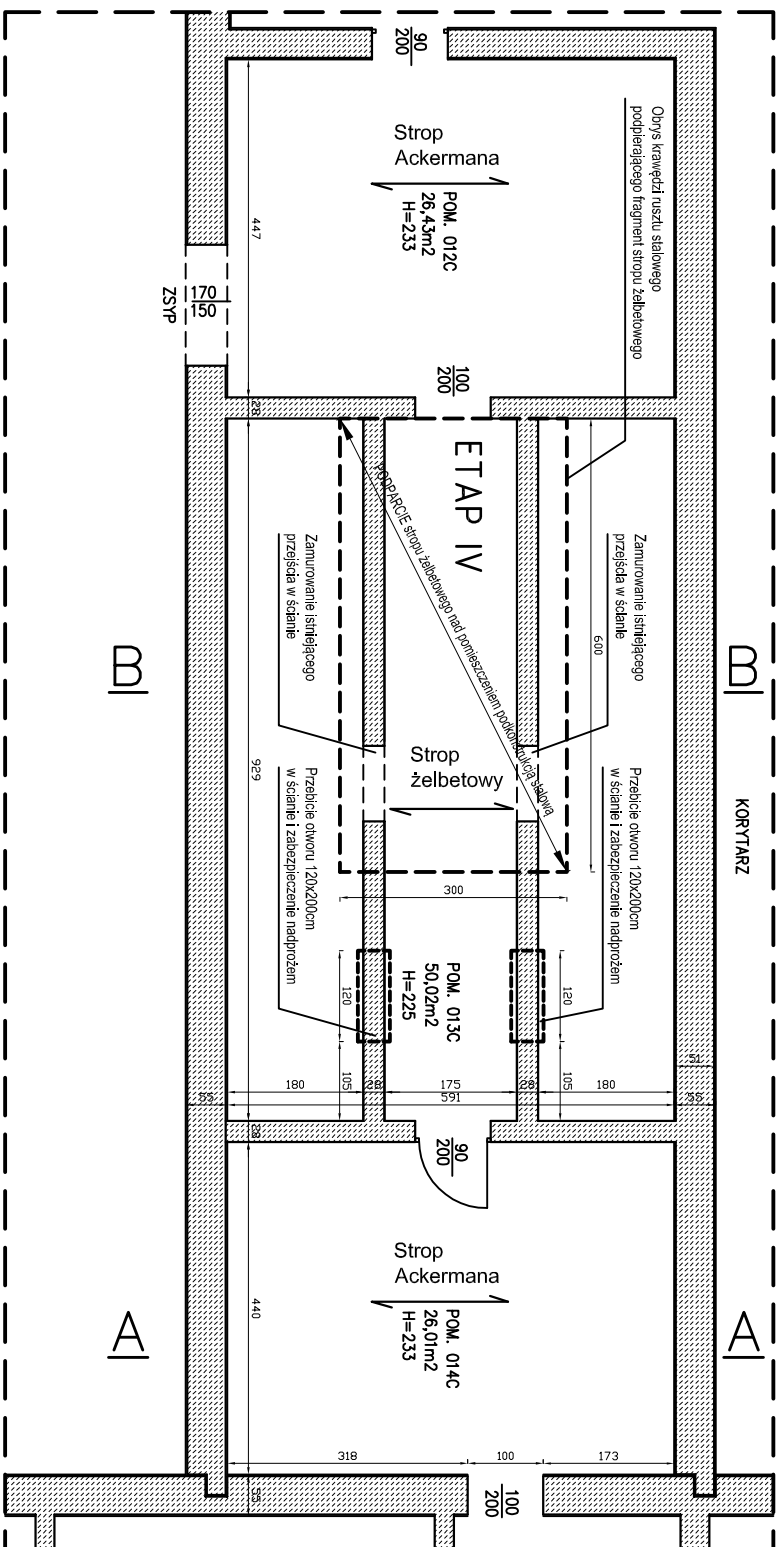 90
200
Strop
Ackermana
POM. 012C
26,43m2
H=233
Obrys krawędzi rusztu stalowego
podpierającego fragment stropu żelbetowego
447
170
150
ZSYP
28
100
200
ETAP IV
PODPARCIE stropu żelbetowego nad pomieszczeniem podkonstrukcją stalową
Zamurowanie istniejącego
przejścia w ścianie
Zamurowanie istniejącego
przejścia w ścianie
600
B
B
929
Strop
żelbetowy
Przebicie otworu 120x200cm
w ścianie i zabezpieczenie nadprożem
Przebicie otworu 120x200cm
w ścianie i zabezpieczenie nadprożem
KORYTARZ
300
POM. 013C
50,02m2
H=225
120
120
105
105
51
180
28
175
28
180
55
591
55
28
90
200
Strop
Ackermana
POM. 014C
26,01m2
H=233
440
A
A
318
100
173
55
100
200